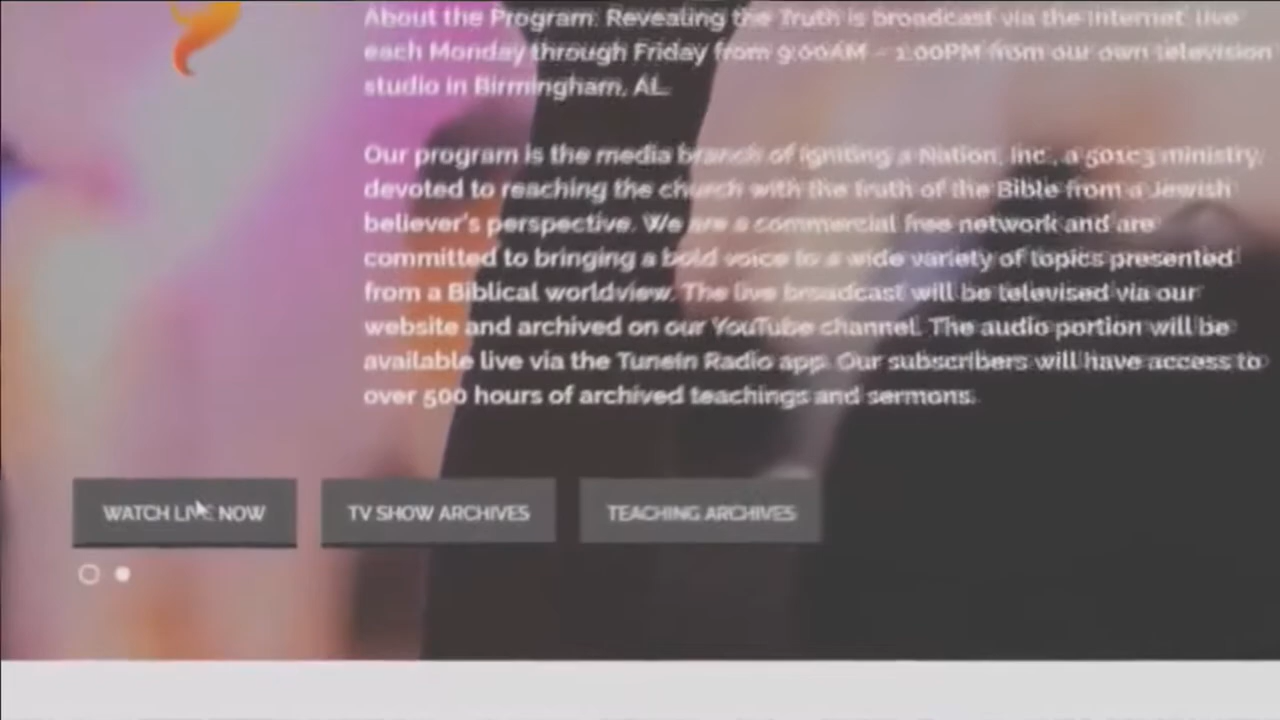 About the Program: Revealing the Truth is broadcast via the internet live
each Monday through Friday from 9:00AM – 1:00PM from our own television
studio in Birmingham, AL.
Our program is the media branch of Igniting a Nation, Inc., a 501c3 ministry,
devoted to reaching the church with the truth of the Bible from a Jewish
believer's perspective. We are a commercial free network and are
committed to bringing a bold voice to a wide variety of topics presented
from a Biblical worldview. The live broadcast will be televised via our
website and archived on our YouTube channel. The audio portion will be
available live via the TuneIn Radio app. Our subscribers will have access to
over 500 hours of archived teachings and sermons.
WATCH LIVE NOW
TV SHOW ARCHIVES
TEACHING ARCHIVES